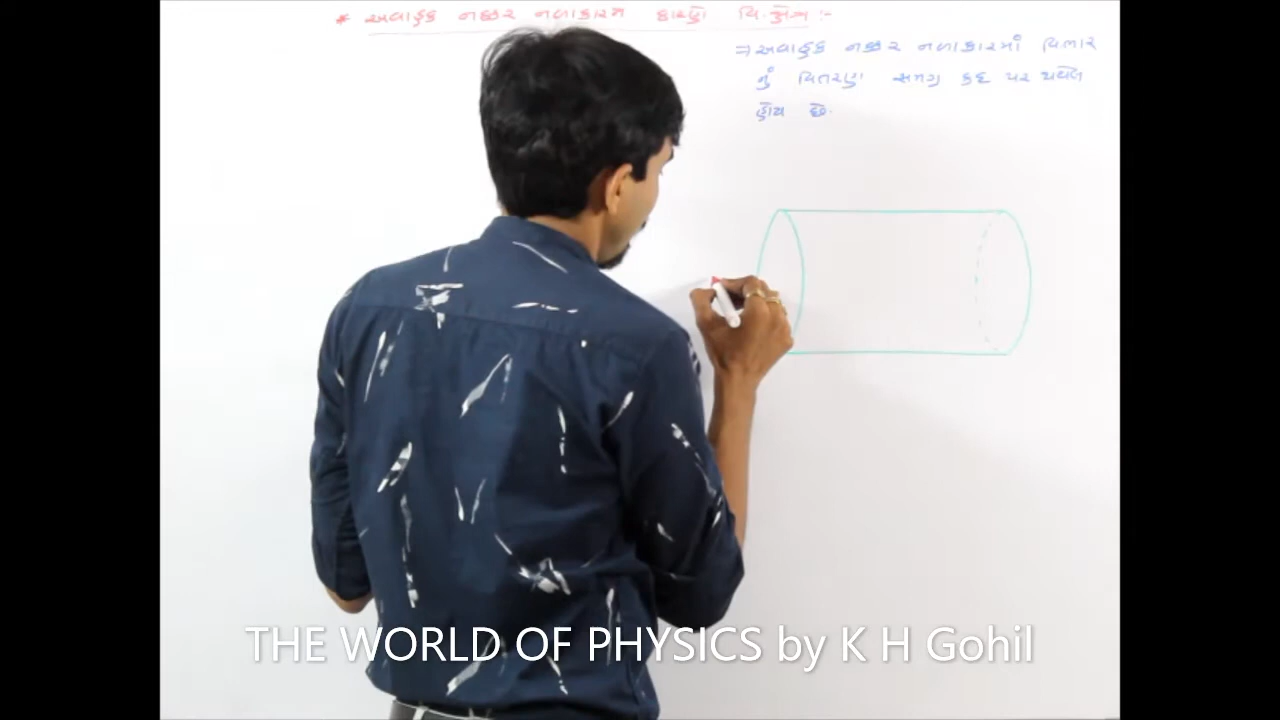 * અવાહક નક્કર નળાકારના કારણે વિ.ક્ષેત્ર :-
⇒ અવાહક નક્કર નળાકારમાં વિભાર
નું વિતરણ સમગ્ર કદ પર થયેલ
હોય છે.
THE WORLD OF PHYSICS by K H Gohil